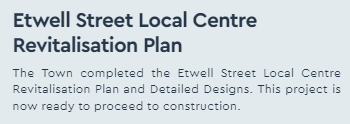 Etwell Street Local Centre
Revitalisation Plan
The Town completed the Etwell Street Local Centre
Revitalisation Plan and Detailed Designs. This project is
now ready to proceed to construction.